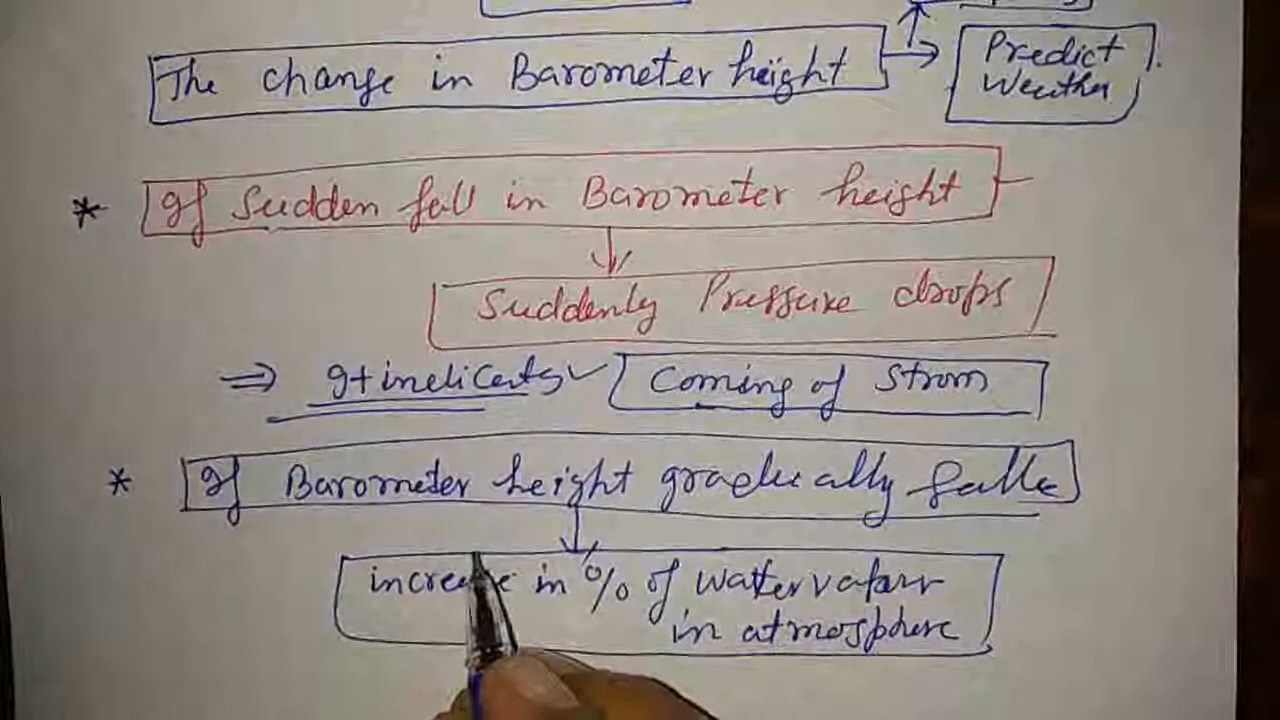 The change in Barometer height
Predict
Weather
* If Sudden fall in Barometer height
Suddenly Pressure drops
⇒ It indicates Coming of Strom
* If Barometer height gradually falls
increase in % of water vapour
in atmosphere